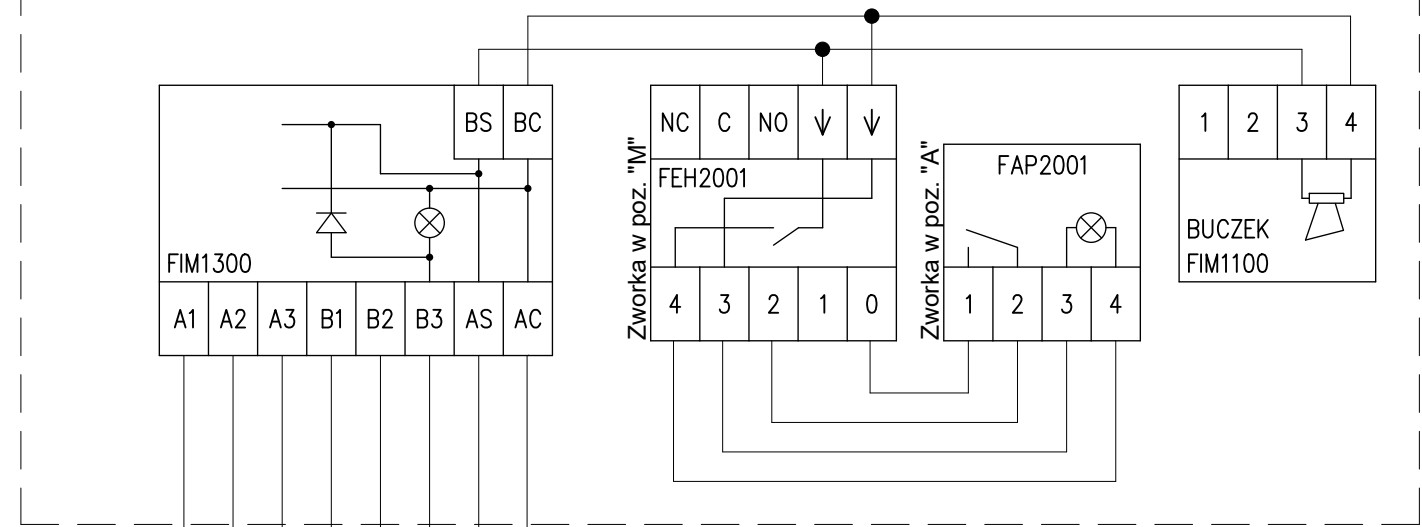 BS BC
FIM1300
A1 A2 A3 B1 B2 B3 AS AC
Zworka w poz. "M"
NC C NO ↓ ↓
FEH2001
4 3 2 1 0
Zworka w poz. "A"
FAP2001
1 2 3 4
1 2 3 4
BUCZEK
FIM1100